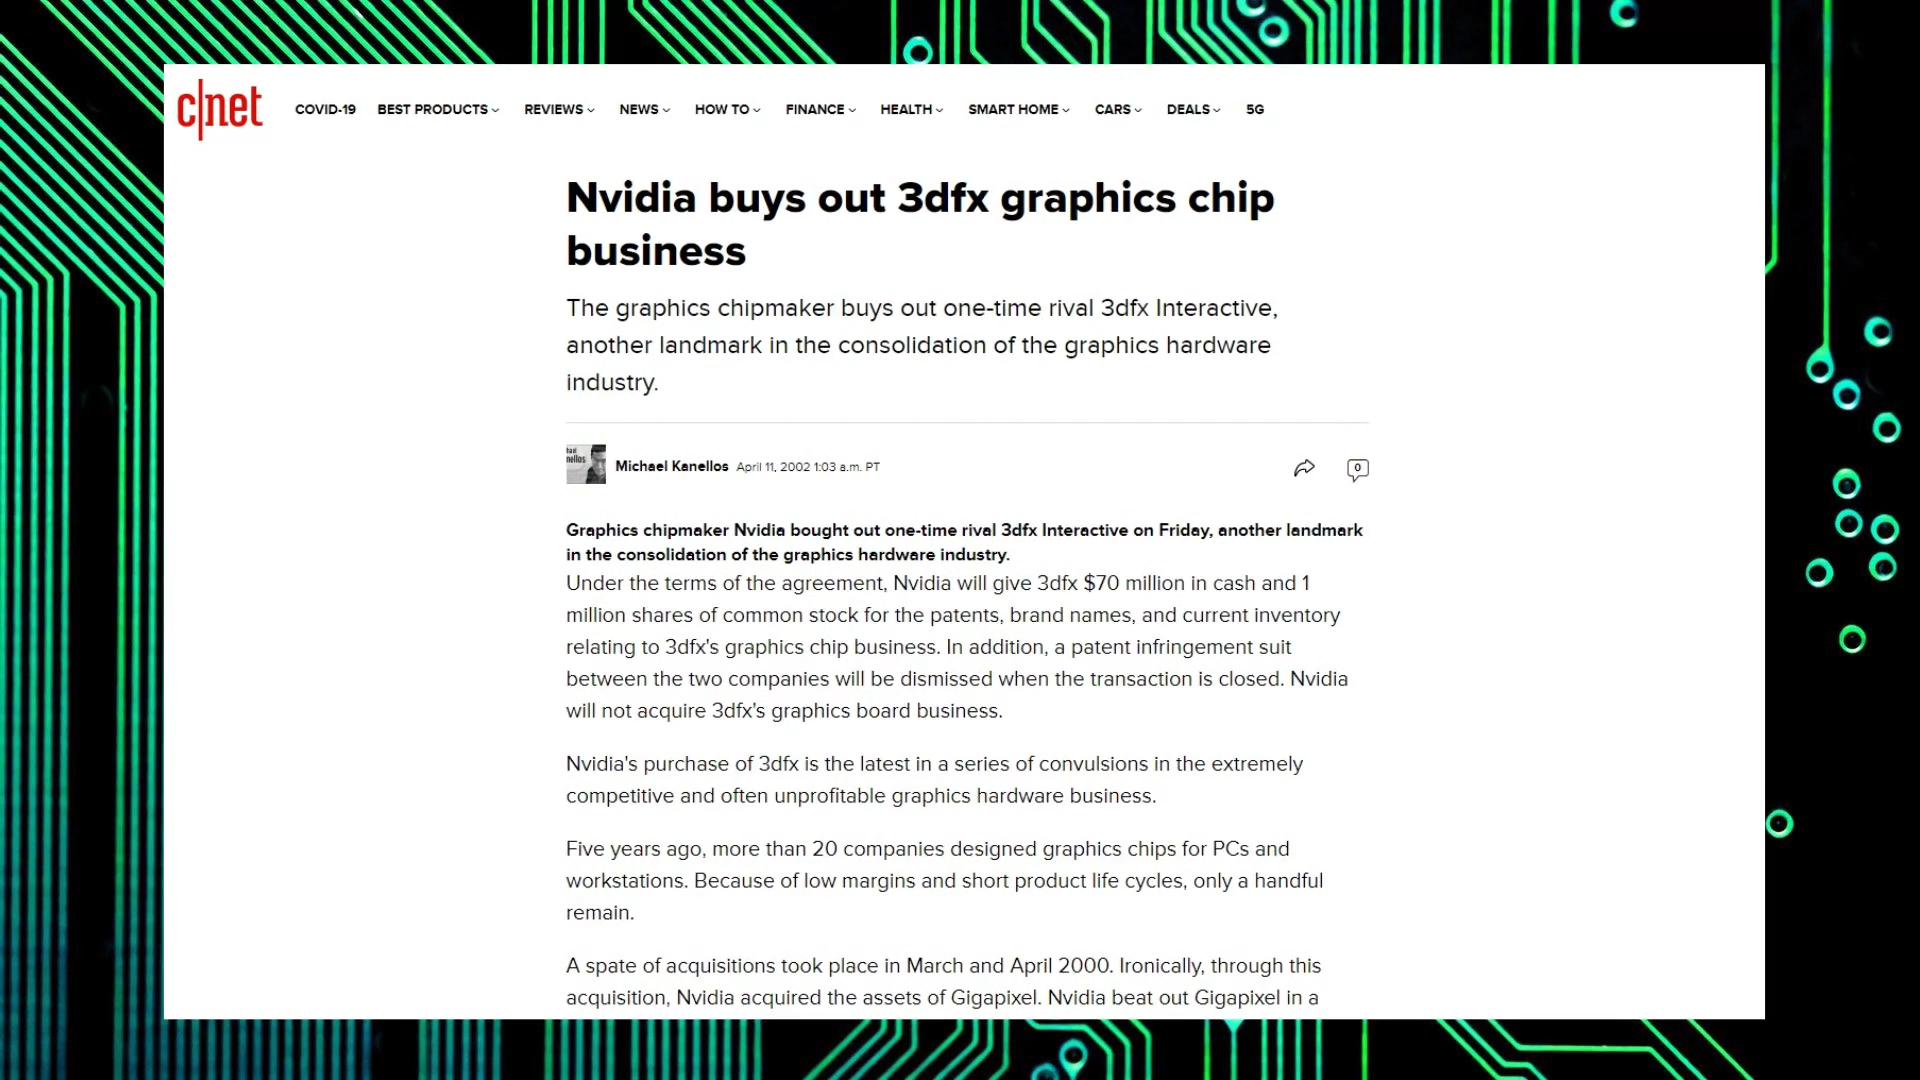 c|net
COVID-19 BEST PRODUCTS REVIEWS NEWS HOW TO FINANCE HEALTH SMART HOME CARS DEALS 5G
Nvidia buys out 3dfx graphics chip
business
The graphics chipmaker buys out one-time rival 3dfx Interactive,
another landmark in the consolidation of the graphics hardware
industry.
Michael Kanellos April 11, 2002 1:03 a.m. PT
0
Graphics chipmaker Nvidia bought out one-time rival 3dfx Interactive on Friday, another landmark
in the consolidation of the graphics hardware industry.
Under the terms of the agreement, Nvidia will give 3dfx $70 million in cash and 1
million shares of common stock for the patents, brand names, and current inventory
relating to 3dfx's graphics chip business. In addition, a patent infringement suit
between the two companies will be dismissed when the transaction is closed. Nvidia
will not acquire 3dfx's graphics board business.
Nvidia's purchase of 3dfx is the latest in a series of convulsions in the extremely
competitive and often unprofitable graphics hardware business.
Five years ago, more than 20 companies designed graphics chips for PCs and
workstations. Because of low margins and short product life cycles, only a handful
remain.
A spate of acquisitions took place in March and April 2000. Ironically, through this
acquisition, Nvidia acquired the assets of Gigapixel. Nvidia beat out Gigapixel in a